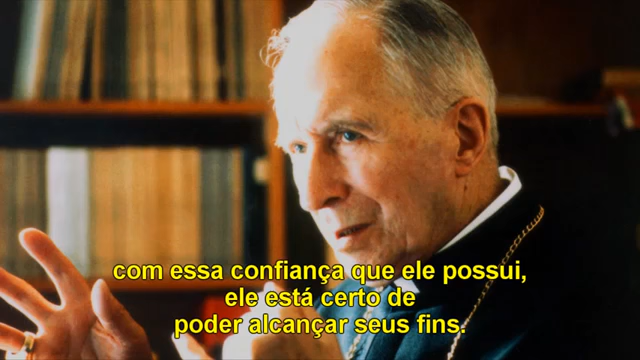 com essa confiança que ele possui,
ele está certo de
poder alcançar seus fins.